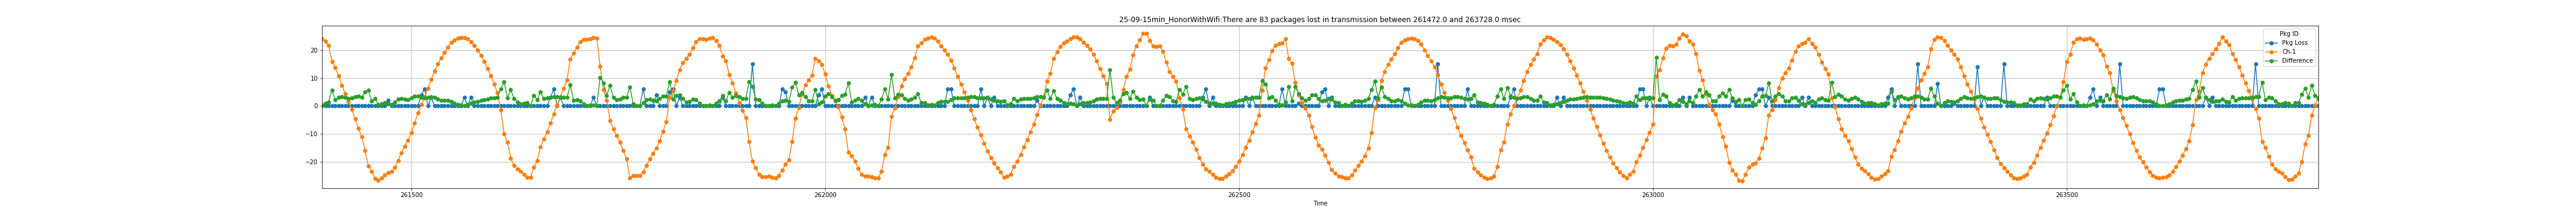 25-09-15min_HonorWithWifi:There are 83 packages lost in transmission between 261472.0 and 263728.0 msec
Pkg ID
Pkg Loss
Ch-1
Difference
20
10
0
−10
−20
261500
262000
262500
263000
263500
Time